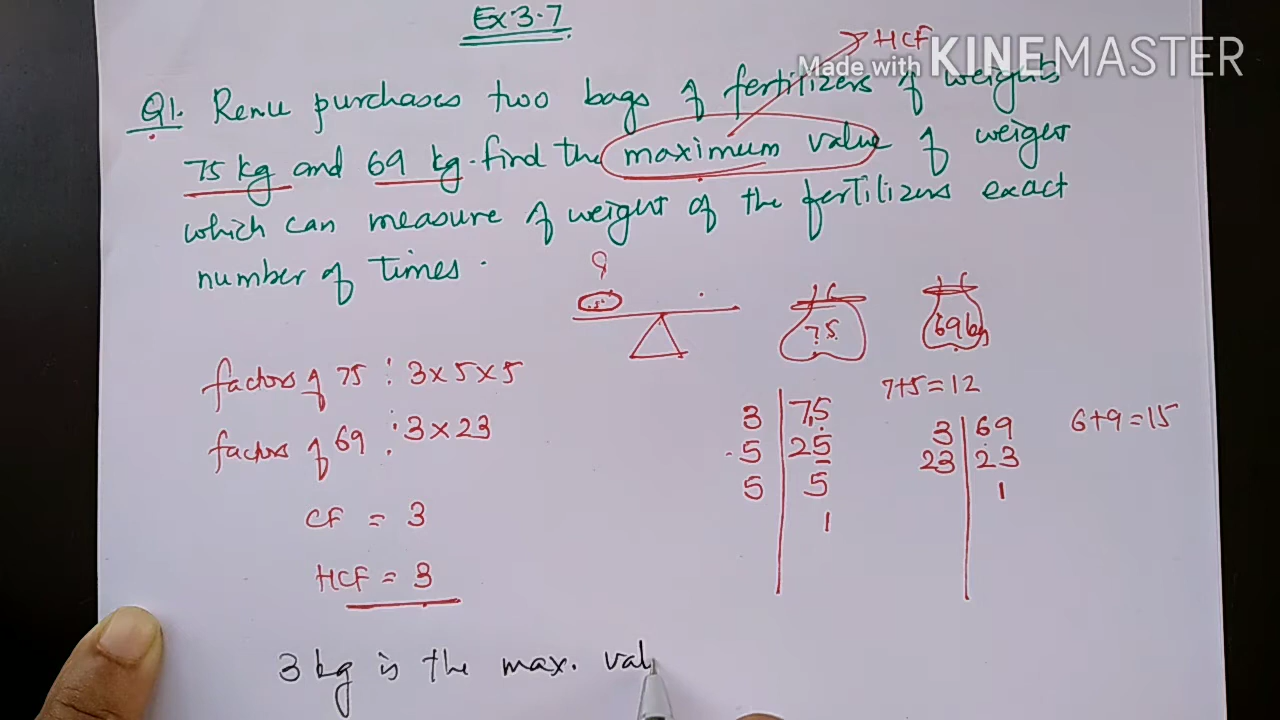 Ex 3.7
HCF
Made with KINEMASTER
Q1. Renu purchases two bags of fertilizers of weights
75 kg and 69 kg. find the maximum value of weight
which can measure of weight of the fertilizers exact
number of times.
75
69 kg
factors of 75 : 3×5×5
factors of 69 : 3×23
CF = 3
HCF = 3
7+5=12
3 | 75
5 | 25
5 | 5
1
3 | 69
23 | 23
1
6+9=15
3 kg is the max. val